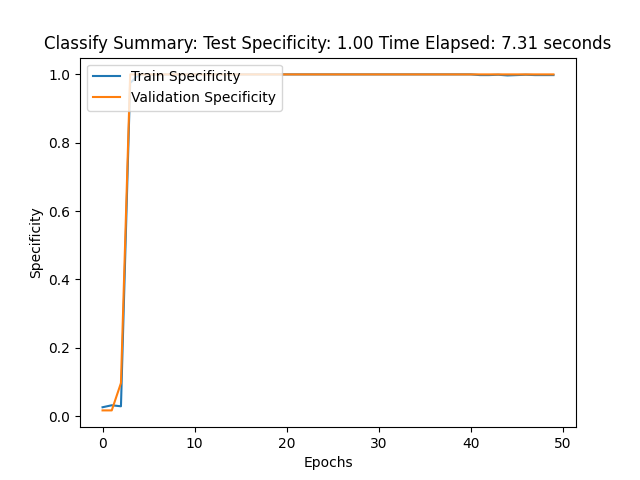 Classify Summary: Test Specificity: 1.00 Time Elapsed: 7.31 seconds
Train Specificity
Validation Specificity
1.0
0.8
0.6
0.4
0.2
0.0
Specificity
0 10 20 30 40 50
Epochs